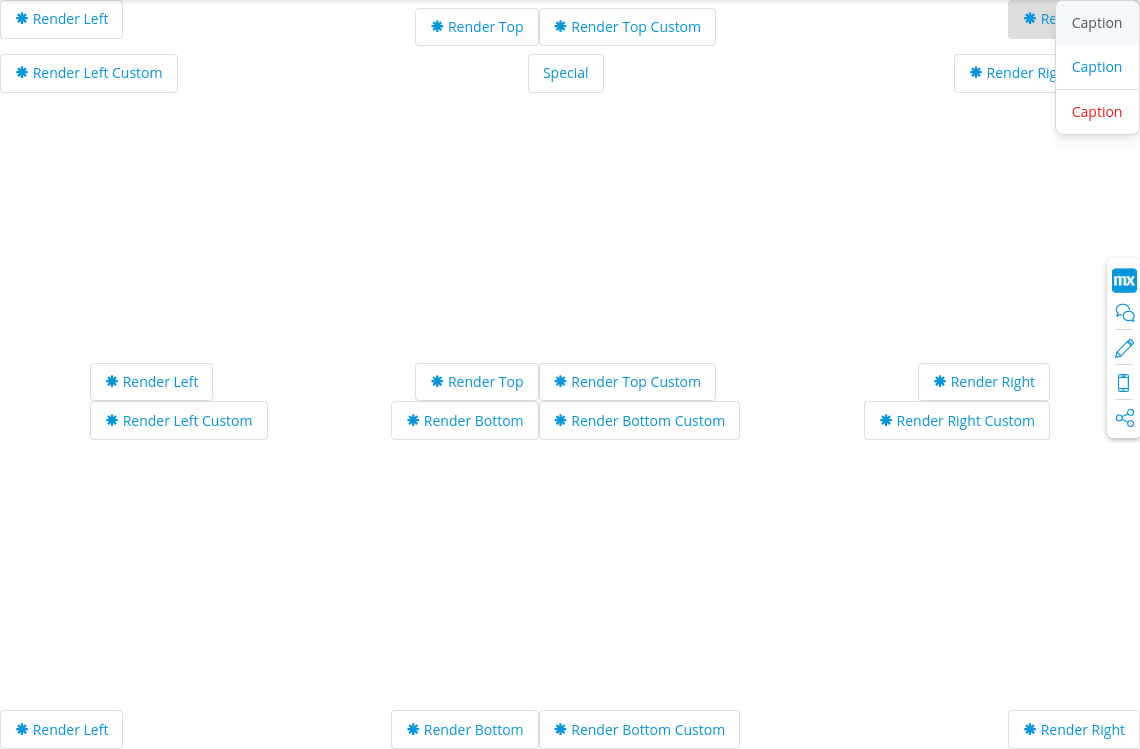 Render Left
Render Top
Render Top Custom
Re
Caption
Render Left Custom
Special
Render Rig
Caption
Caption
mx
Render Left
Render Top
Render Top Custom
Render Right
Render Left Custom
Render Bottom
Render Bottom Custom
Render Right Custom
Render Left
Render Bottom
Render Bottom Custom
Render Right